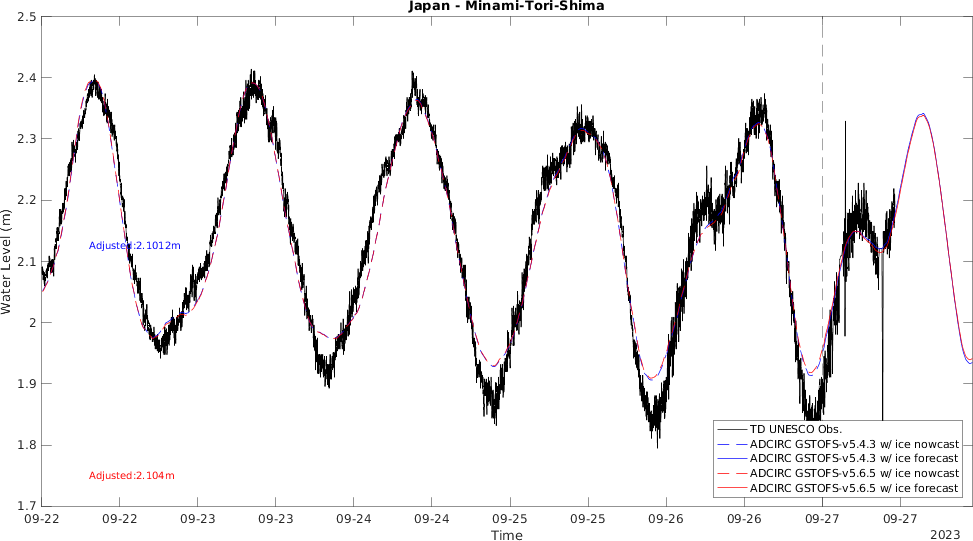 Japan - Minami-Tori-Shima
Water Level (m)
2.5
2.4
2.3
2.2
2.1
2
1.9
1.8
1.7
Adjusted:2.1012m
Adjusted:2.104m
TD UNESCO Obs.
ADCIRC GSTOFS-v5.4.3 w/ ice nowcast
ADCIRC GSTOFS-v5.4.3 w/ ice forecast
ADCIRC GSTOFS-v5.6.5 w/ ice nowcast
ADCIRC GSTOFS-v5.6.5 w/ ice forecast
09-22 09-22 09-23 09-23 09-24 09-24 09-25 09-25 09-26 09-26 09-27 09-27
Time
2023